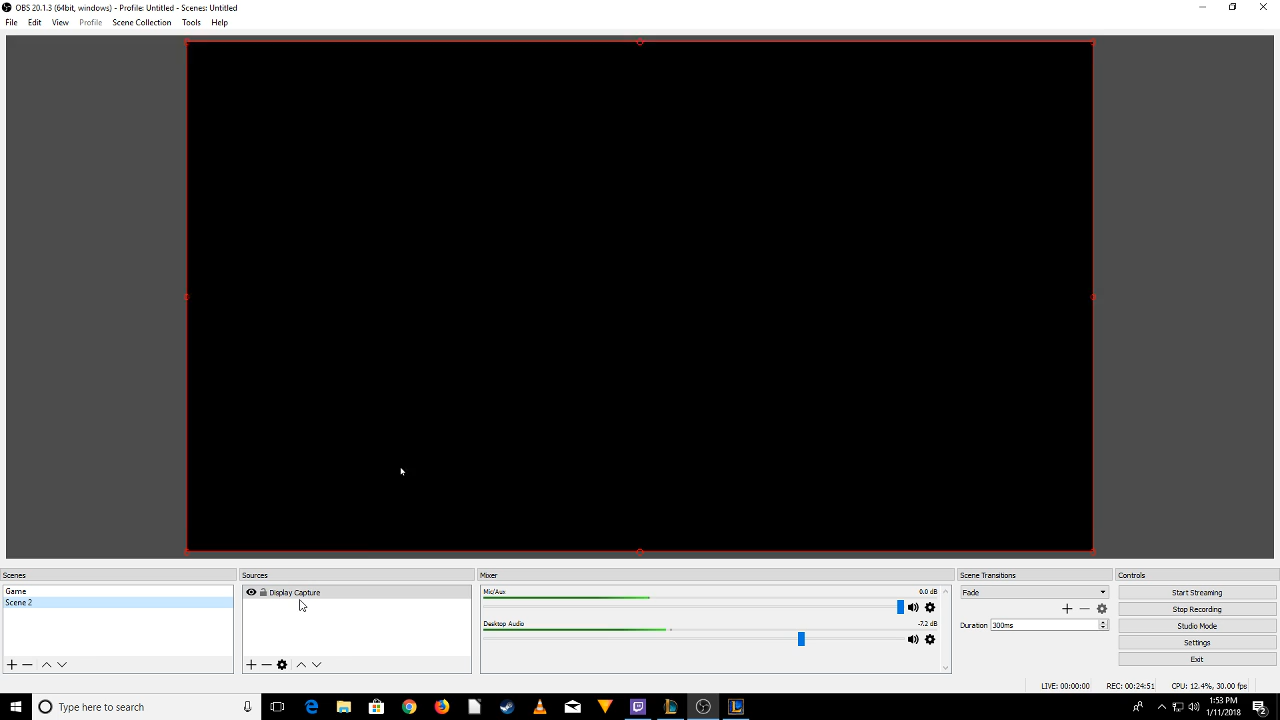 OBS 20.1.3 (64bit, windows) - Profile: Untitled - Scenes: Untitled
File Edit View Profile Scene Collection Tools Help
Scenes Sources Mixer Scene Transitions Controls
Game Display Capture Mic/Aux 0.0 dB Fade Start Streaming
Scene 2 Stop Recording
Desktop Audio -7.2 dB Duration 300ms Studio Mode
Settings
Exit
LIVE: 00:00:00 REC: 00:24:51 CPU: 12.4%, 30.00 fps
Type here to search 1:53 PM
1/11/2018 2